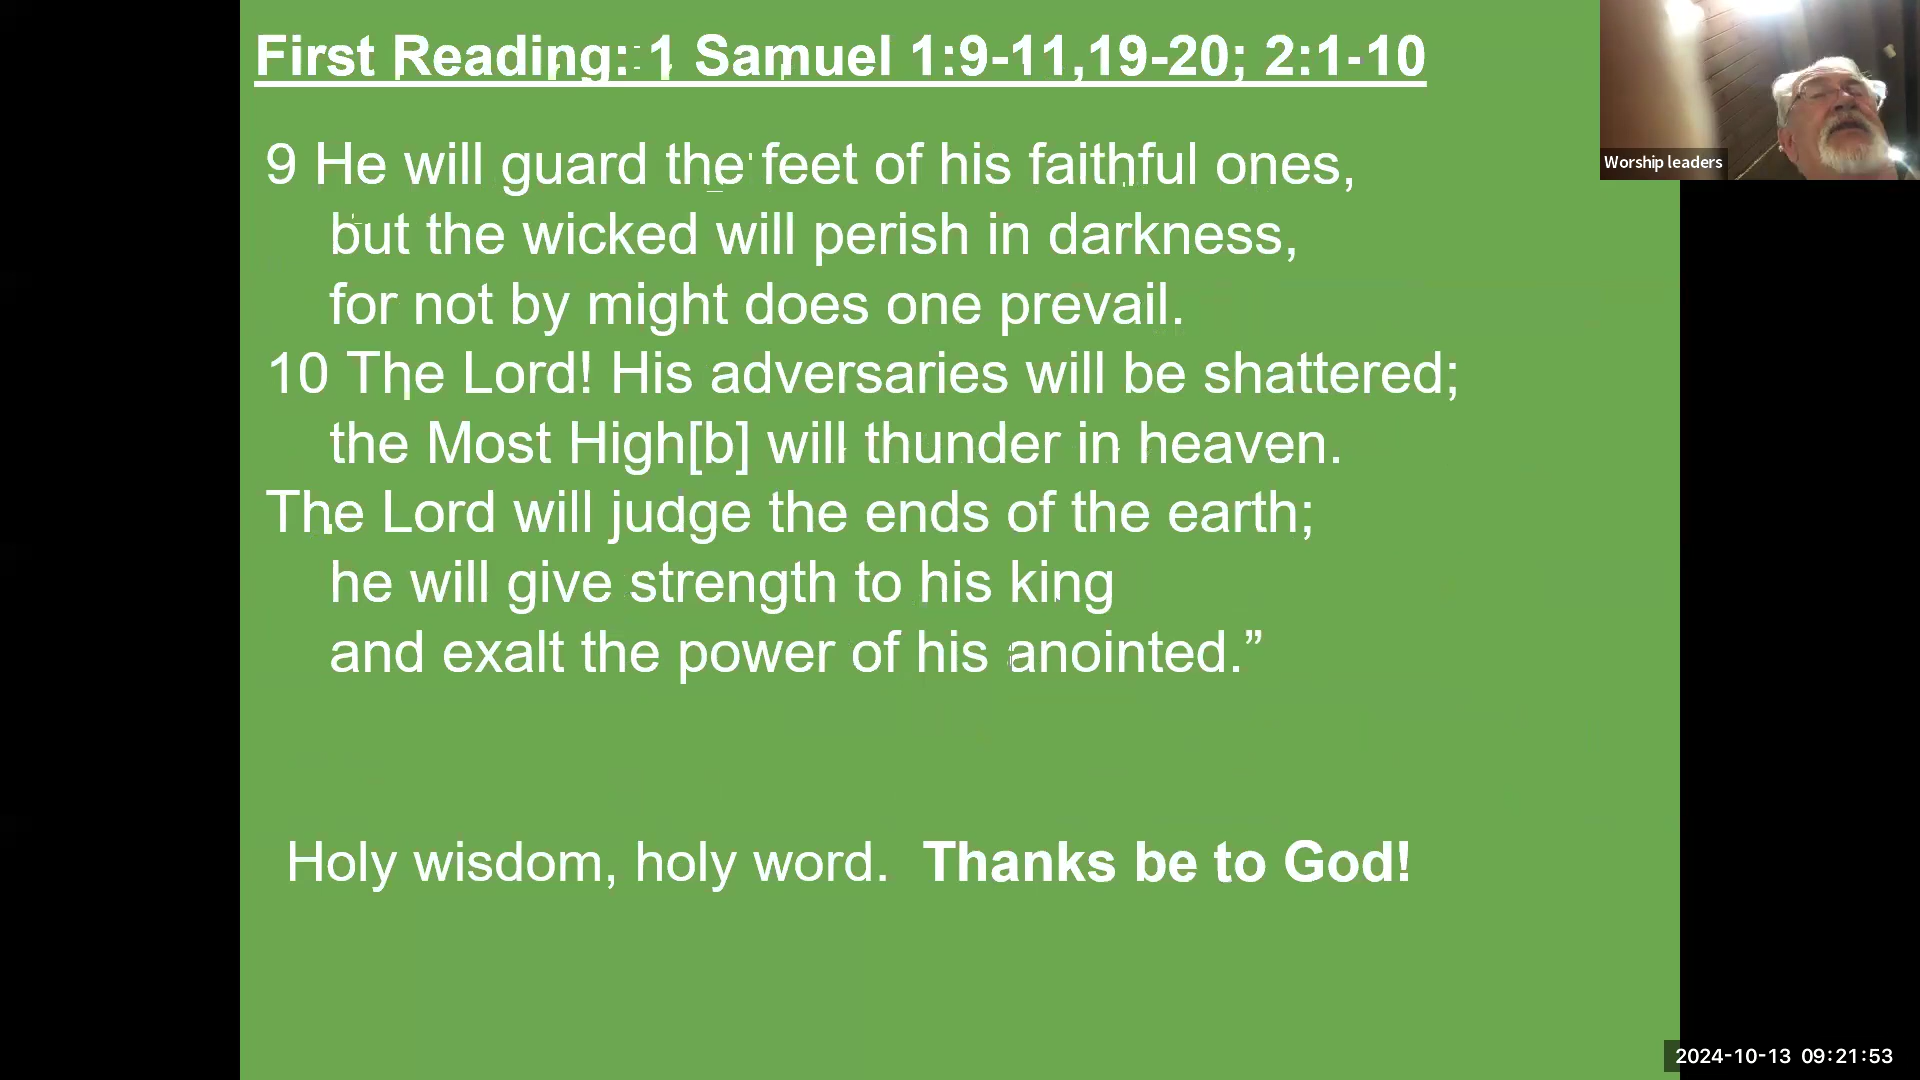 First Reading: 1 Samuel 1:9-11,19-20; 2:1-10
Worship leaders
9 He will guard the feet of his faithful ones,
but the wicked will perish in darkness,
for not by might does one prevail.
10 The Lord! His adversaries will be shattered;
the Most High[b] will thunder in heaven.
The Lord will judge the ends of the earth;
he will give strength to his king
and exalt the power of his anointed.”
Holy wisdom, holy word. Thanks be to God!
2024-10-13 09:21:53